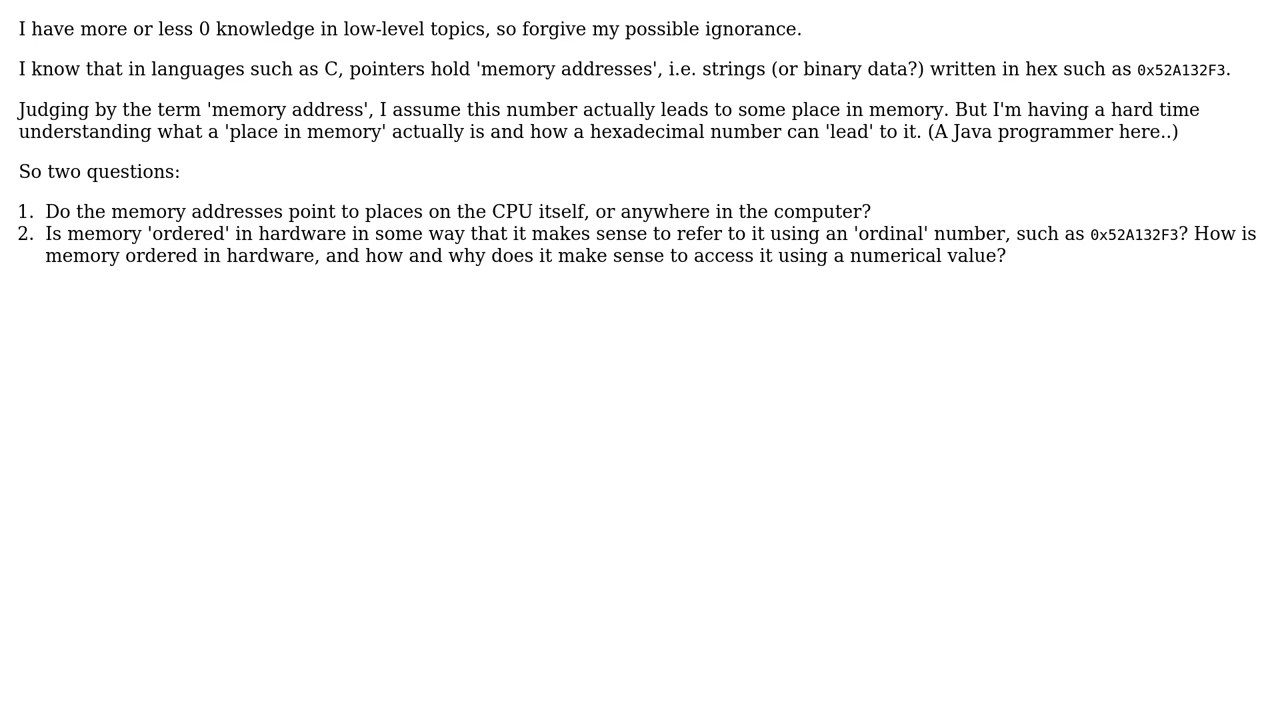 I have more or less 0 knowledge in low-level topics, so forgive my possible ignorance.
I know that in languages such as C, pointers hold 'memory addresses', i.e. strings (or binary data?) written in hex such as 0x52A132F3.
Judging by the term 'memory address', I assume this number actually leads to some place in memory. But I'm having a hard time
understanding what a 'place in memory' actually is and how a hexadecimal number can 'lead' to it. (A Java programmer here..)
So two questions:
1. Do the memory addresses point to places on the CPU itself, or anywhere in the computer?
2. Is memory 'ordered' in hardware in some way that it makes sense to refer to it using an 'ordinal' number, such as 0x52A132F3? How is
memory ordered in hardware, and how and why does it make sense to access it using a numerical value?